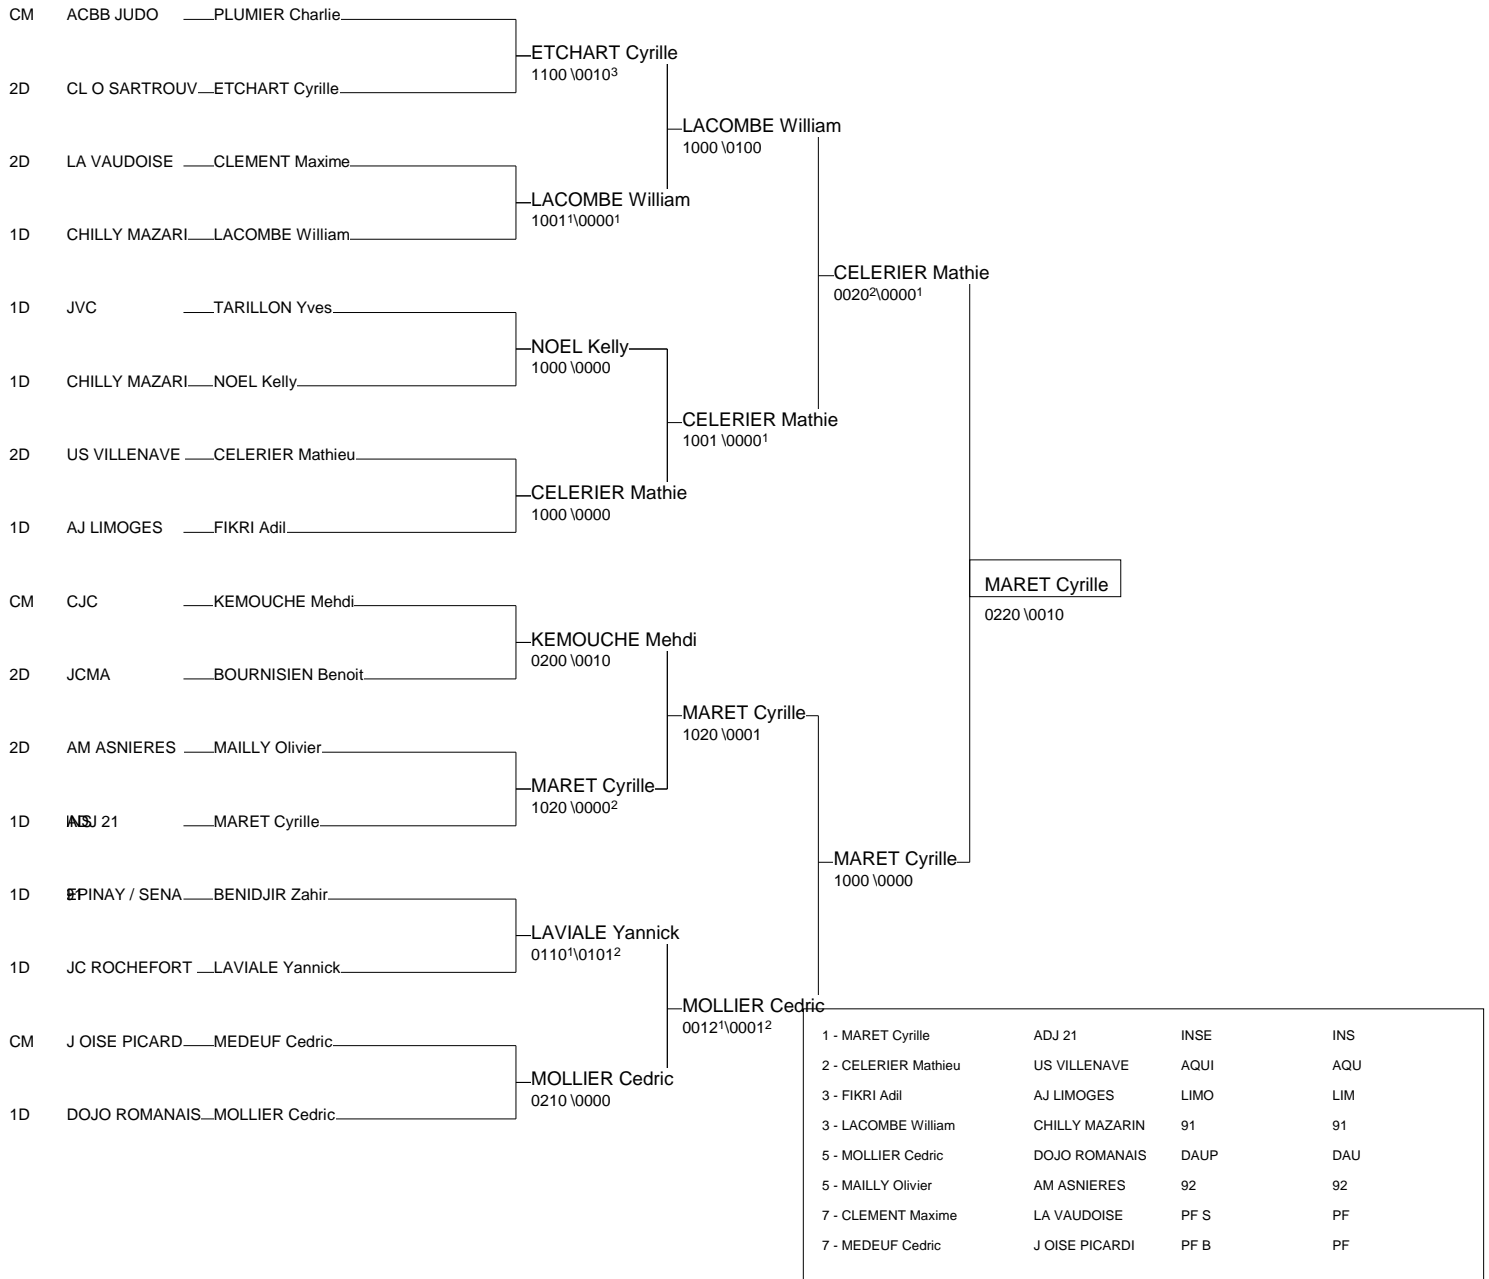 CM ACBB JUDO PLUMIER Charlie
ETCHART Cyrille
1100 \0010³
2D CL O SARTROUV ETCHART Cyrille
LACOMBE William
1000 \0100
2D LA VAUDOISE CLEMENT Maxime
LACOMBE William
1001¹\0000¹
1D CHILLY MAZARI LACOMBE William
CELERIER Mathie
0020²\0000¹
1D JVC TARILLON Yves
NOEL Kelly
1000 \0000
1D CHILLY MAZARI NOEL Kelly
CELERIER Mathie
1001 \0000¹
2D US VILLENAVE CELERIER Mathieu
CELERIER Mathie
1000 \0000
1D AJ LIMOGES FIKRI Adil
MARET Cyrille
0220 \0010
CM CJC KEMOUCHE Mehdi
KEMOUCHE Mehdi
0200 \0010
2D JCMA BOURNISIEN Benoit
MARET Cyrille
1020 \0001
2D AM ASNIERES MAILLY Olivier
MARET Cyrille
1020 \0000²
1D ADJ 21 MARET Cyrille
MARET Cyrille
1000 \0000
1D EPINAY / SENA BENIDJIR Zahir
LAVIALE Yannick
0110¹\0101²
1D JC ROCHEFORT LAVIALE Yannick
MOLLIER Cedric
0012¹\0001²
CM J OISE PICARD MEDEUF Cedric
MOLLIER Cedric
0210 \0000
1D DOJO ROMANAIS MOLLIER Cedric
1 - MARET Cyrille ADJ 21 INSE INS
2 - CELERIER Mathieu US VILLENAVE AQUI AQU
3 - FIKRI Adil AJ LIMOGES LIMO LIM
3 - LACOMBE William CHILLY MAZARIN 91 91
5 - MOLLIER Cedric DOJO ROMANAIS DAUP DAU
5 - MAILLY Olivier AM ASNIERES 92 92
7 - CLEMENT Maxime LA VAUDOISE PF S PF
7 - MEDEUF Cedric J OISE PICARDI PF B PF